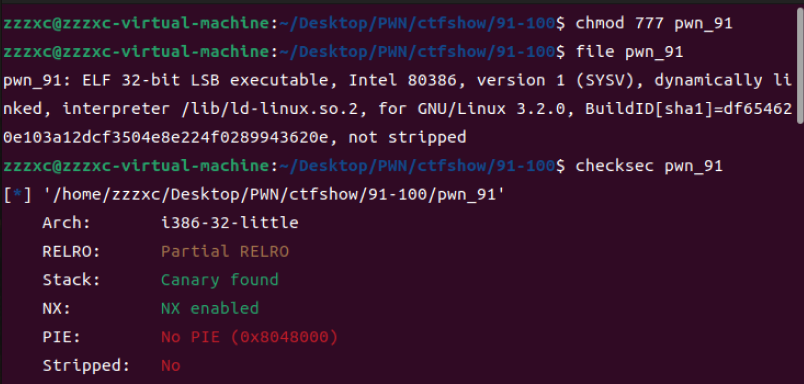 zzzxc@zzzxc-virtual-machine:~/Desktop/PWN/ctfshow/91-100$ chmod 777 pwn_91
zzzxc@zzzxc-virtual-machine:~/Desktop/PWN/ctfshow/91-100$ file pwn_91
pwn_91: ELF 32-bit LSB executable, Intel 80386, version 1 (SYSV), dynamically li
nked, interpreter /lib/ld-linux.so.2, for GNU/Linux 3.2.0, BuildID[sha1]=df65462
0e103a12dcf3504e8e224f0289943620e, not stripped
zzzxc@zzzxc-virtual-machine:~/Desktop/PWN/ctfshow/91-100$ checksec pwn_91
[*] '/home/zzzxc/Desktop/PWN/ctfshow/91-100/pwn_91'
    Arch:       i386-32-little
    RELRO:      Partial RELRO
    Stack:      Canary found
    NX:         NX enabled
    PIE:        No PIE (0x8048000)
    Stripped:   No